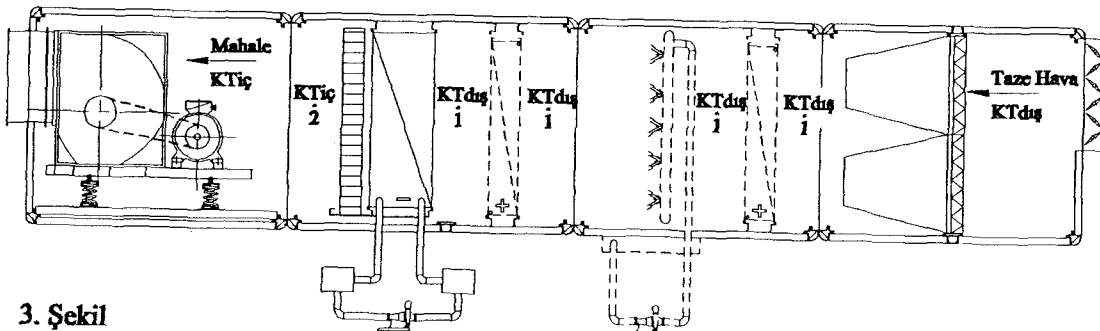 Mahale
KTiç
KTiç
2
KTdış
1
KTdış
1
KTdış
1
KTdış
1
Taze Hava
KTdış
3. Şekil